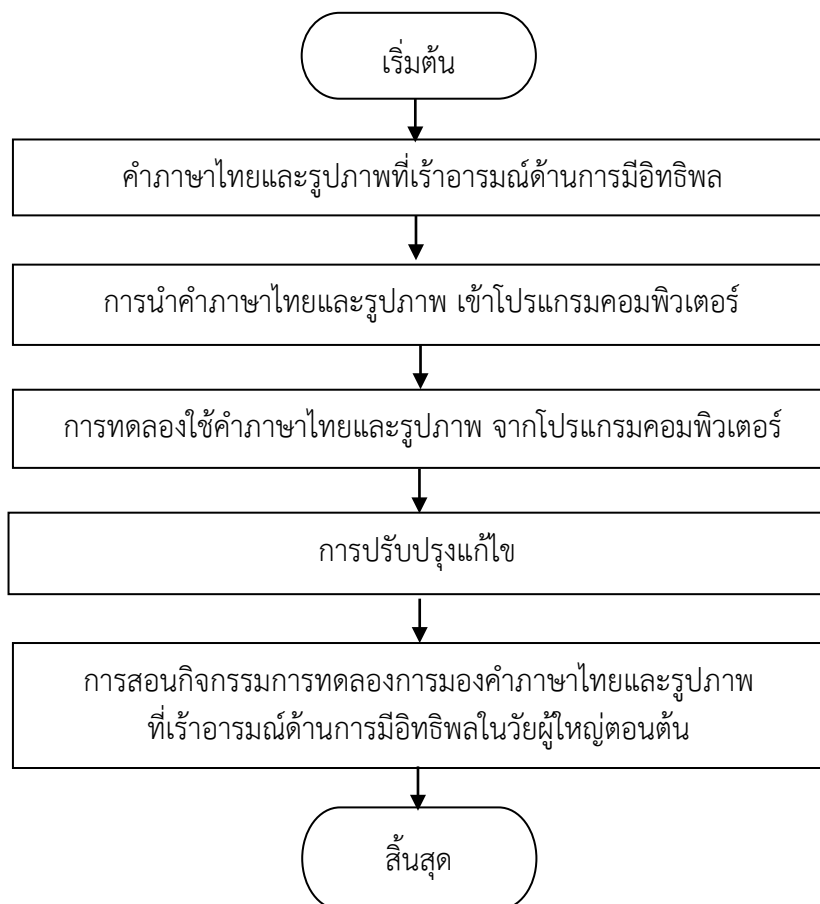 เริ่มต้น
คำภาษาไทยและรูปภาพที่เร้าอารมณ์ด้านการมีอิทธิพล
การนำคำภาษาไทยและรูปภาพ เข้าโปรแกรมคอมพิวเตอร์
การทดลองใช้คำภาษาไทยและรูปภาพ จากโปรแกรมคอมพิวเตอร์
การปรับปรุงแก้ไข
การสอนกิจกรรมการทดลองการมองคำภาษาไทยและรูปภาพ
ที่เร้าอารมณ์ด้านการมีอิทธิพลในวัยผู้ใหญ่ตอนต้น
สิ้นสุด